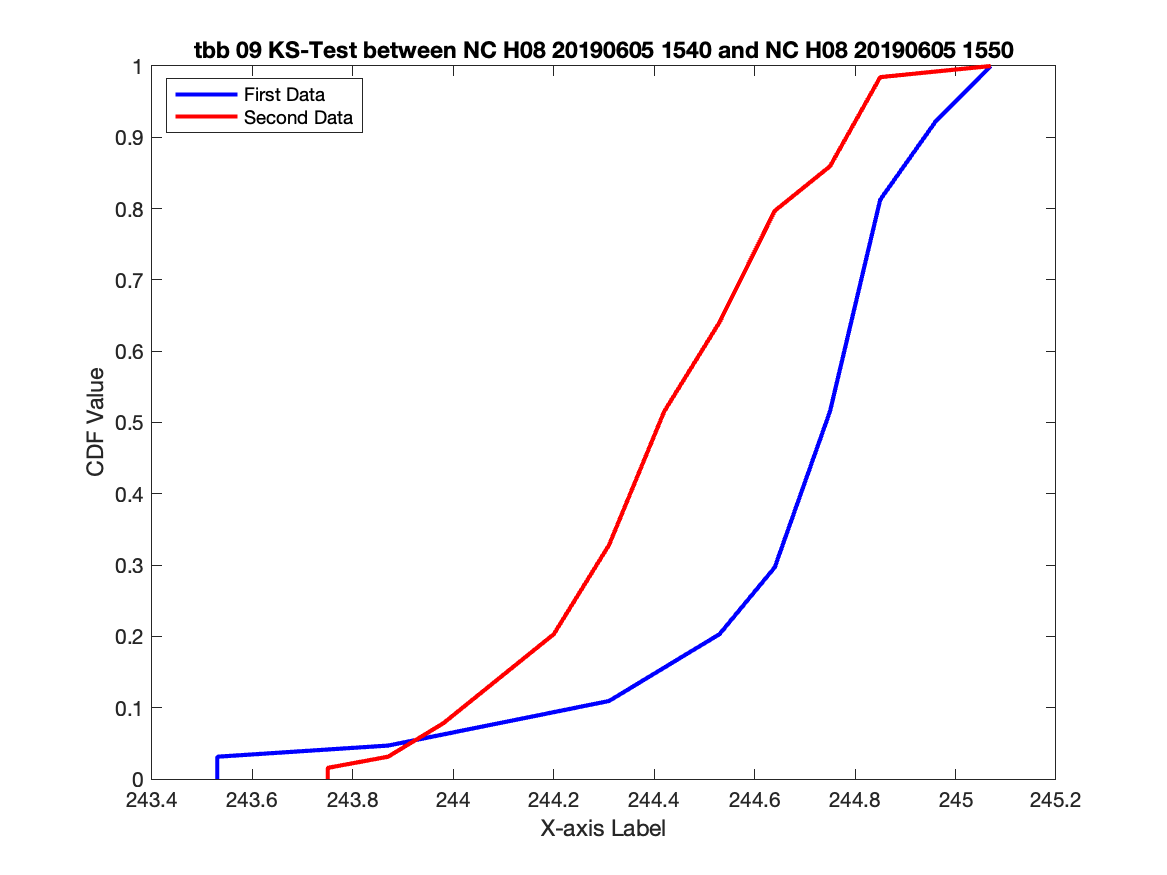 tbb 09 KS-Test between NC H08 20190605 1540 and NC H08 20190605 1550
First Data
Second Data
1
0.9
0.8
0.7
0.6
0.5
0.4
0.3
0.2
0.1
0
CDF Value
243.4 243.6 243.8 244 244.2 244.4 244.6 244.8 245 245.2
X-axis Label